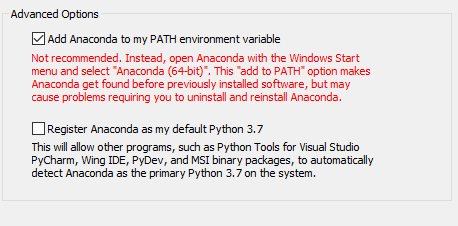 Advanced Options
Add Anaconda to my PATH environment variable
Not recommended. Instead, open Anaconda with the Windows Start
menu and select "Anaconda (64-bit)". This "add to PATH" option makes
Anaconda get found before previously installed software, but may
cause problems requiring you to uninstall and reinstall Anaconda.
Register Anaconda as my default Python 3.7
This will allow other programs, such as Python Tools for Visual Studio
PyCharm, Wing IDE, PyDev, and MSI binary packages, to automatically
detect Anaconda as the primary Python 3.7 on the system.